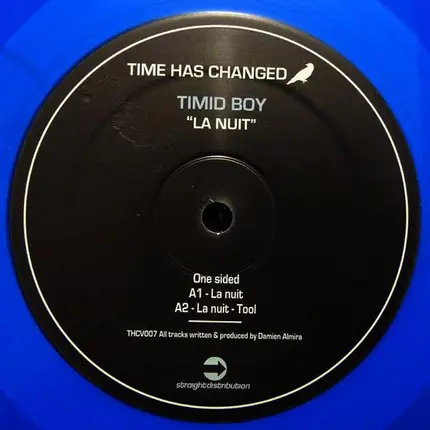 TIME HAS CHANGED
TIMID BOY
“LA NUIT”
One sided
A1 - La nuit
A2 - La nuit - Tool
THCV007 All tracks written & produced by Damien Almira
straightdistribution